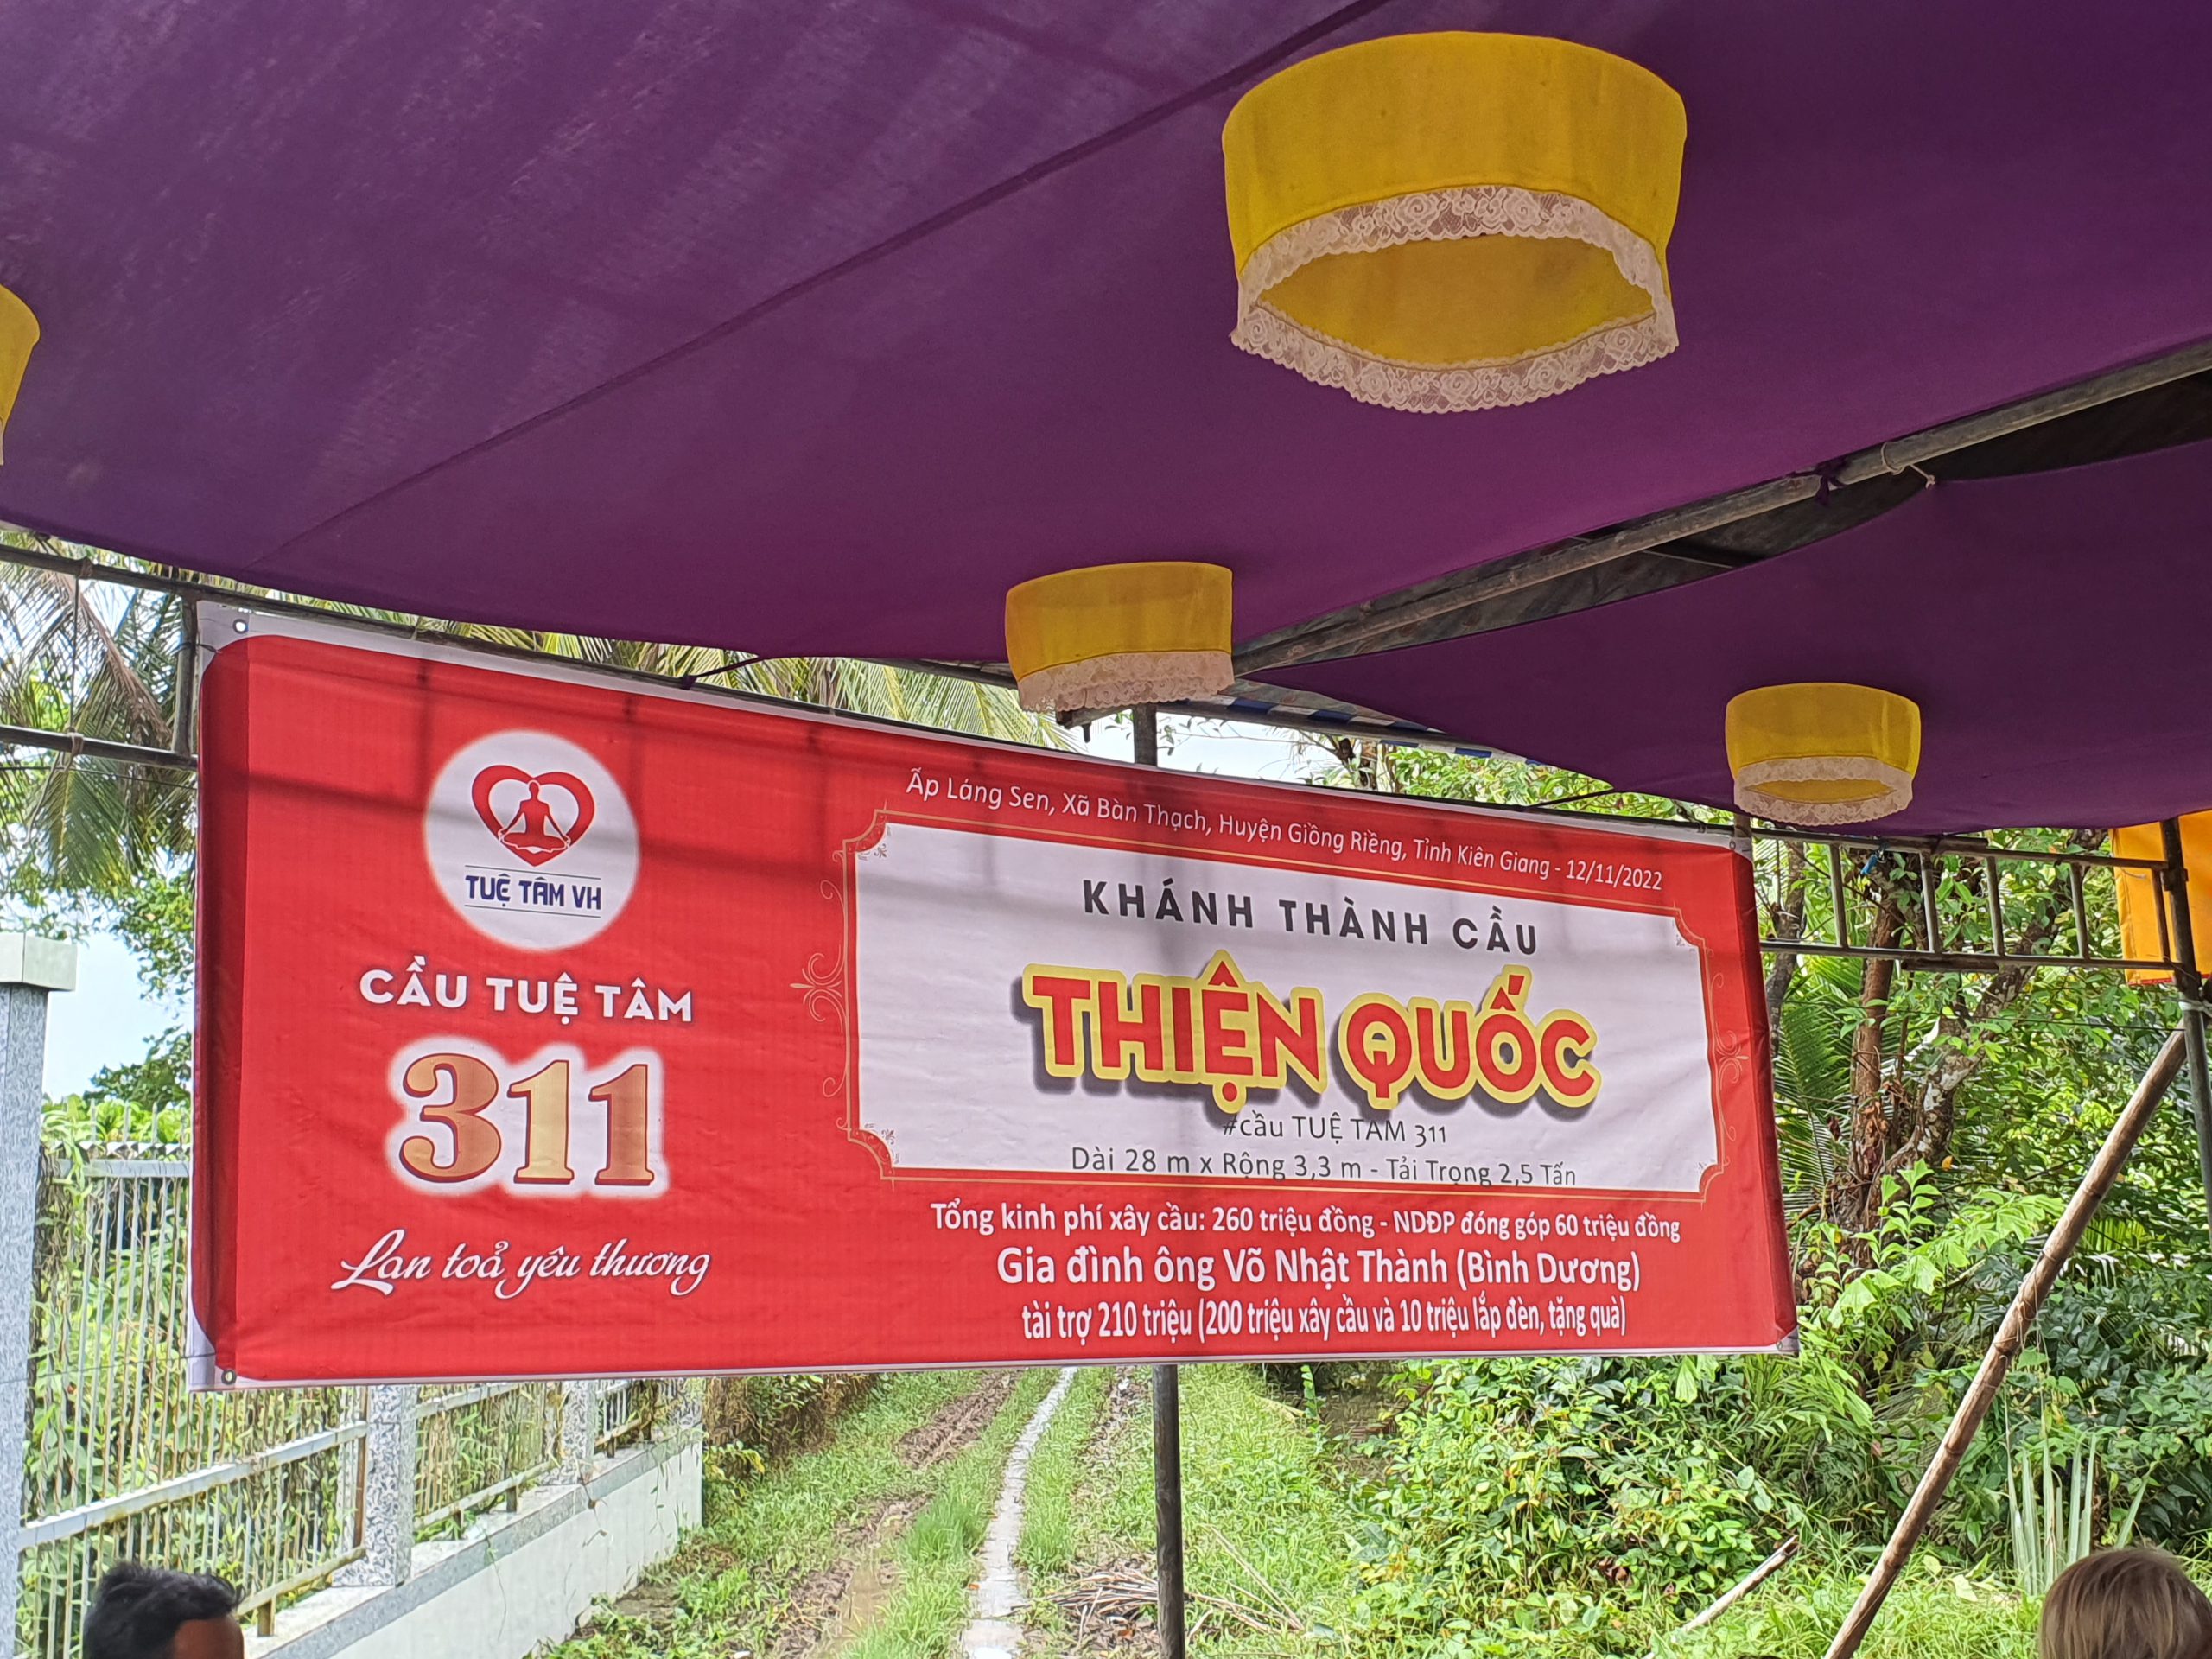 TUỆ TÂM VH
CẦU TUỆ TÂM
311
Lan toả yêu thương
Ấp Láng Sen, Xã Bàn Thạch, Huyện Giồng Riềng, Tỉnh Kiên Giang - 12/11/2022
KHÁNH THÀNH CẦU
THIỆN QUỐC
#cầu TUỆ TÂM 311
Dài 28 m x Rộng 3,3 m - Tải Trọng 2,5 Tấn
Tổng kinh phí xây cầu: 260 triệu đồng - NDĐP đóng góp 60 triệu đồng
Gia đình ông Võ Nhật Thành (Bình Dương)
tài trợ 210 triệu (200 triệu xây cầu và 10 triệu lắp đèn, tặng quà)